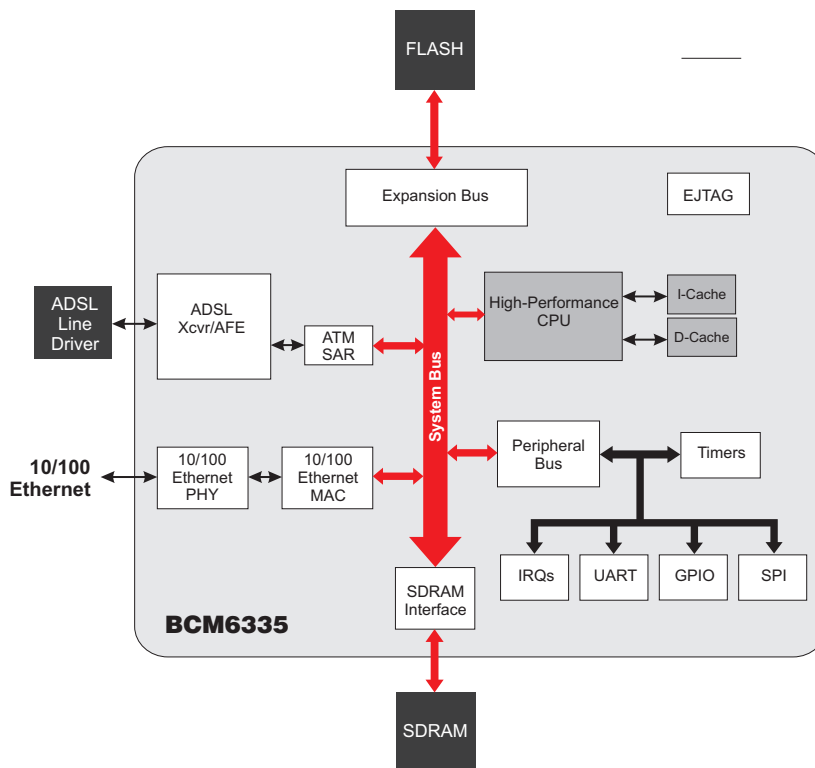 FLASH
Expansion Bus
EJTAG
ADSL
Line
Driver
ADSL
Xcvr/AFE
ATM
SAR
High-Performance
CPU
I-Cache
D-Cache
System Bus
10/100
Ethernet
10/100
Ethernet
PHY
10/100
Ethernet
MAC
Peripheral
Bus
Timers
IRQs
UART
GPIO
SPI
SDRAM
Interface
BCM6335
SDRAM